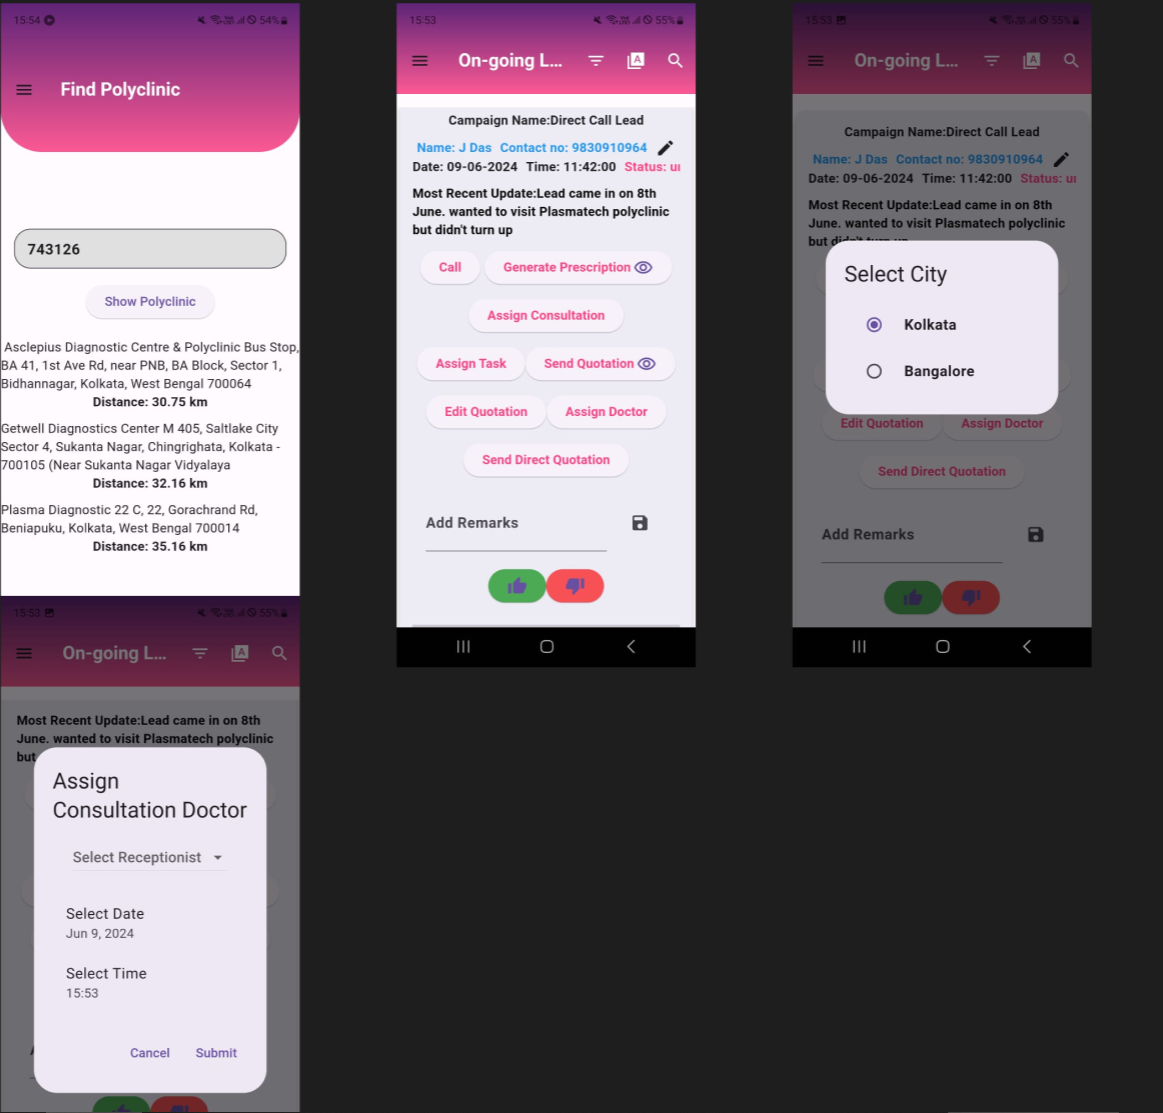 15:54
54%
Find Polyclinic
743126
Show Polyclinic
Asclepius Diagnostic Centre & Polyclinic Bus Stop,
BA 41, 1st Ave Rd, near PNB, BA Block, Sector 1,
Bidhannagar, Kolkata, West Bengal 700064
Distance: 30.75 km
Getwell Diagnostics Center M 405, Saltlake City
Sector 4, Sukanta Nagar, Chingrighata, Kolkata -
700105 (Near Sukanta Nagar Vidyalaya
Distance: 32.16 km
Plasma Diagnostic 22 C, 22, Gorachrand Rd,
Beniapuku, Kolkata, West Bengal 700014
Distance: 35.16 km
15:53
55%
On-going L...
A
Most Recent Update:Lead came in on 8th
June. wanted to visit Plasmatech polyclinic
but
Assign
Consultation Doctor
Select Receptionist
Select Date
Jun 9, 2024
Select Time
15:53
Cancel
Submit
15:53
55%
On-going L...
A
Campaign Name:Direct Call Lead
Name: J Das Contact no: 9830910964
Date: 09-06-2024 Time: 11:42:00 Status: ur
Most Recent Update:Lead came in on 8th
June. wanted to visit Plasmatech polyclinic
but didn't turn up
Call
Generate Prescription
Assign Consultation
Assign Task
Send Quotation
Edit Quotation
Assign Doctor
Send Direct Quotation
Add Remarks
15:53
55%
On-going L...
A
Campaign Name:Direct Call Lead
Name: J Das Contact no: 9830910964
Date: 09-06-2024 Time: 11:42:00 Status: ur
Most Recent Update:Lead came in on 8th
June. wanted to visit Plasmatech polyclinic
but didn't turn up
Select City
Kolkata
Bangalore
Edit Quotation
Assign Doctor
Send Direct Quotation
Add Remarks